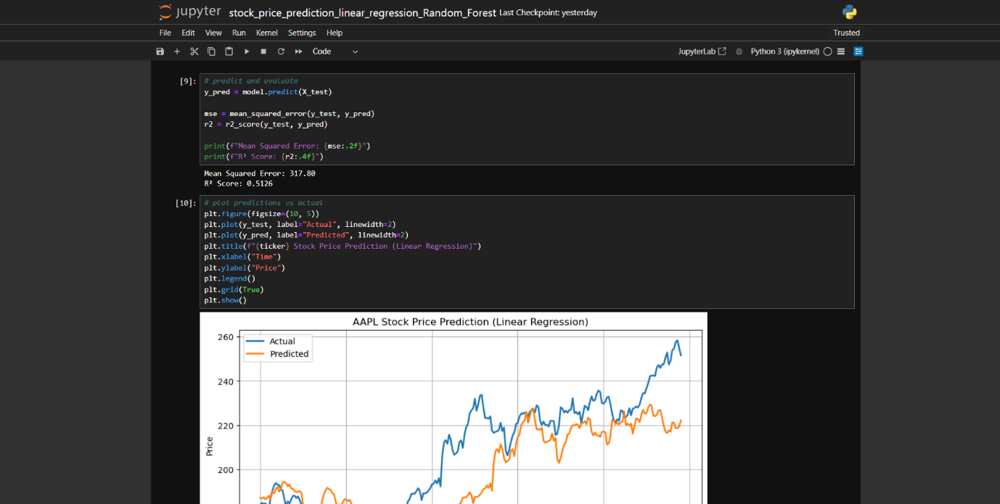 jupyter stock_price_prediction_linear_regression_Random_Forest Last Checkpoint: yesterday
File Edit View Run Kernel Settings Help Trusted
Code JupyterLab Python 3 (ipykernel)
[9]: # predict and evaluate
y_pred = model.predict(X_test)
mse = mean_squared_error(y_test, y_pred)
r2 = r2_score(y_test, y_pred)
print(f"Mean Squared Error: {mse:.2f}")
print(f"R² Score: {r2:.4f}")
Mean Squared Error: 317.80
R² Score: 0.5126
[10]: # plot predictions vs actual
plt.figure(figsize=(10, 5))
plt.plot(y_test, label="Actual", linewidth=2)
plt.plot(y_pred, label="Predicted", linewidth=2)
plt.title(f"{ticker} Stock Price Prediction (Linear Regression)")
plt.xlabel("Time")
plt.ylabel("Price")
plt.legend()
plt.grid(True)
plt.show()
AAPL Stock Price Prediction (Linear Regression)
260
Actual
Predicted
240
220
Price
200